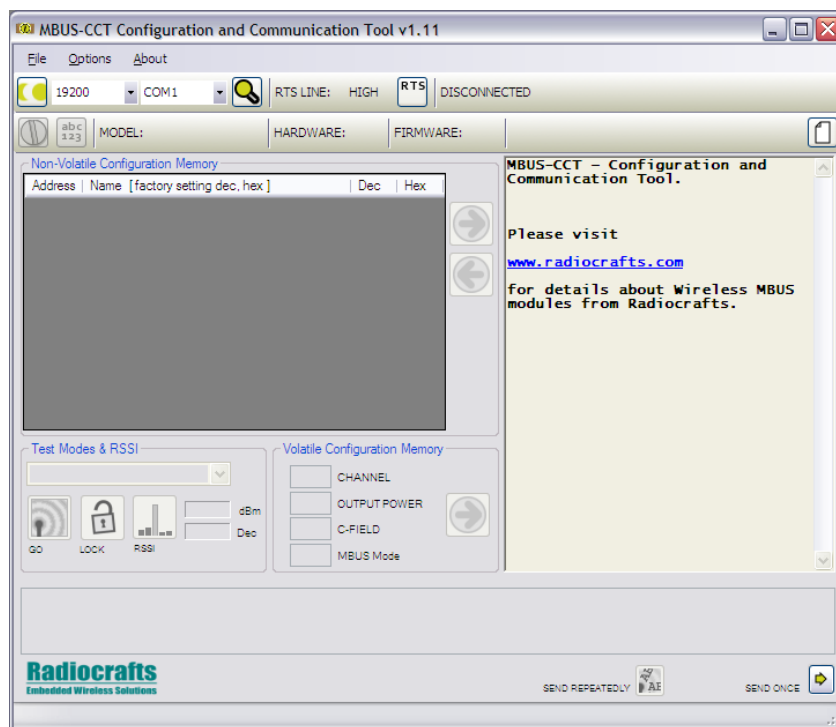 MBUS-CCT Configuration and Communication Tool v1.11
File Options About
19200 COM1 RTS LINE: HIGH RTS DISCONNECTED
abc
123
MODEL: HARDWARE: FIRMWARE:
Non-Volatile Configuration Memory
Address Name [factory setting dec, hex ] Dec Hex
MBUS-CCT – Configuration and
Communication Tool.
Please visit
www.radiocrafts.com
for details about Wireless MBUS
modules from Radiocrafts.
Test Modes & RSSI
dBm
Dec
GO LOCK RSSI
Volatile Configuration Memory
CHANNEL
OUTPUT POWER
C-FIELD
MBUS Mode
Radiocrafts
Embedded Wireless Solutions
SEND REPEATEDLY
SEND ONCE